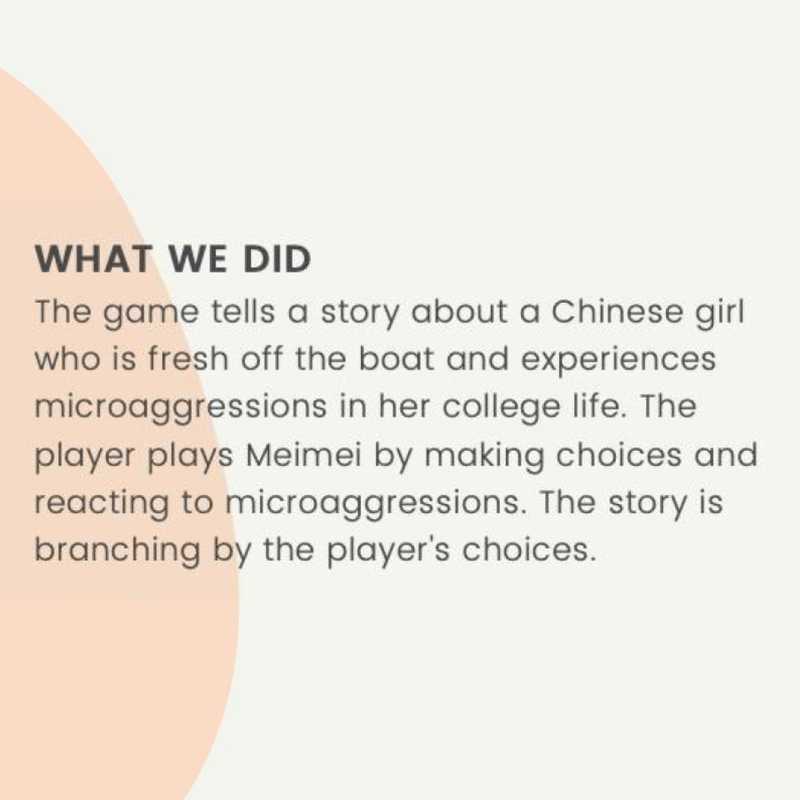 WHAT WE DID
The game tells a story about a Chinese girl
who is fresh off the boat and experiences
microaggressions in her college life. The
player plays Meimei by making choices and
reacting to microaggressions. The story is
branching by the player's choices.